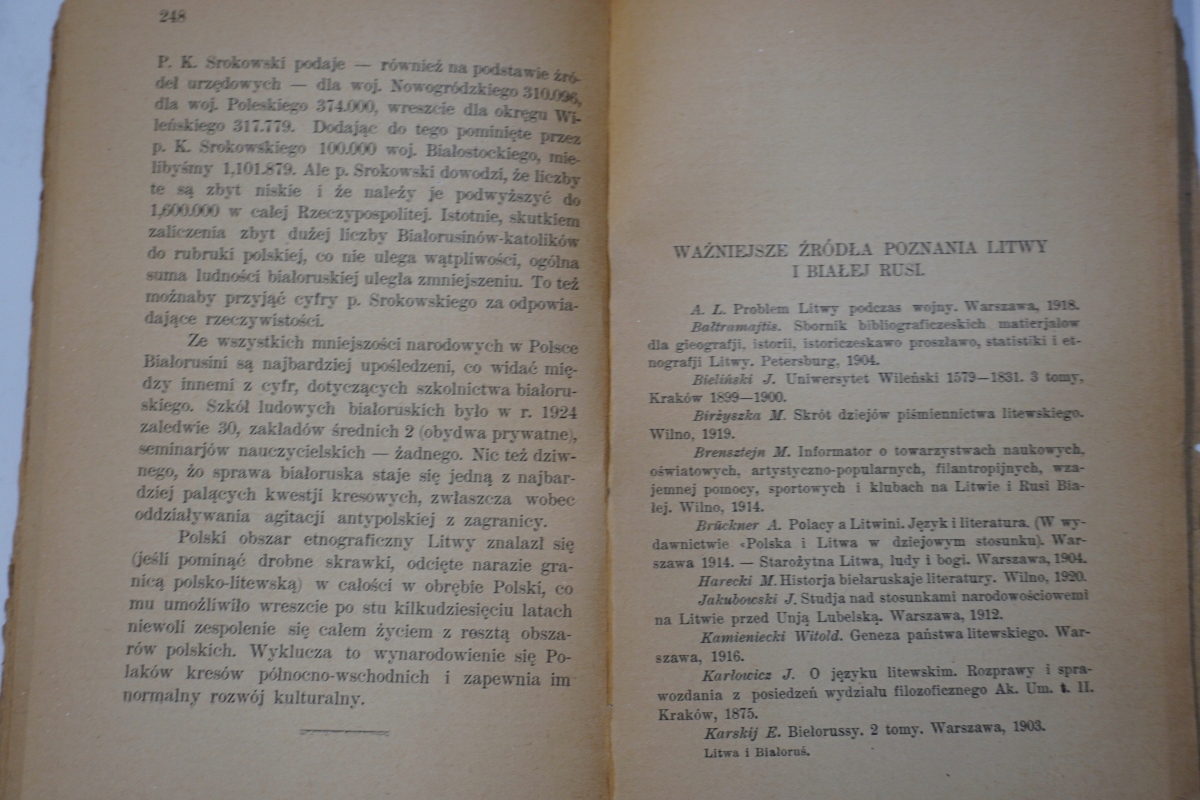 248
P. K. Srokowski podaje — również na podstawie źró-
deł urzędowych — dla woj. Nowogródzkiego 310.096,
dla woj. Poleskiego 374.000, wreszcie dla okręgu Wi-
leńskiego 317.779. Dodając do tego pominięte przez
p. K. Srokowskiego 100.000 woj. Białostockiego, mie-
libyśmy 1,101.879. Ale p. Srokowski dowodzi, że liczby
te są zbyt niskie i że należy je podwyższyć do
1,600.000 w całej Rzeczypospolitej. Istotnie, skutkiem
zaliczenia zbyt dużej liczby Białorusinów-katolików
do rubryki polskiej, co nie ulega wątpliwości, ogólna
suma ludności białoruskiej uległa zmniejszeniu. To też
możnaby przyjąć cyfry p. Srokowskiego za odpowia-
dające rzeczywistości.
Ze wszystkich mniejszości narodowych w Polsce
Białorusini są najbardziej upośledzeni, co widać mię-
dzy innemi z cyfr, dotyczących szkolnictwa białoru-
skiego. Szkół ludowych białoruskich było w r. 1924
zaledwie 30, zakładów średnich 2 (obydwa prywatne),
seminarjów nauczycielskich — żadnego. Nic też dziw-
nego, żo sprawa białoruska staje się jedną z najbar-
dziej palących kwestji kresowych, zwłaszcza wobec
oddziaływania agitacji antypolskiej z zagranicy.
Polski obszar etnograficzny Litwy znalazł się
(jeśli pominąć drobne skrawki, odcięte narazie gra-
nicą polsko-litewską) w całości w obrębie Polski, co
mu umożliwiło wreszcie po stu kilkudziesięciu latach
niewoli zespolenie się całem życiem z resztą obsza-
rów polskich. Wyklucza to wynarodowienie się Po-
laków kresów północno-wschodnich i zapewnia im
normalny rozwój kulturalny.
WAŻNIEJSZE ŹRÓDŁA POZNANIA LITWY
I BIAŁEJ RUSI.
A. L. Problem Litwy podczas wojny. Warszawa, 1918.
Bałtramajtis. Sbornik bibliograficzeskich matierjałow
dla gieografji, istorii, istoriczeskawo proszławo, statistiki i et-
nografji Litwy. Petersburg, 1904.
Bieliński J. Uniwersytet Wileński 1579—1831. 3 tomy,
Kraków 1899—1900.
Birżyszka M. Skrót dziejów piśmiennictwa litewskiego.
Wilno, 1919.
Brensztejn M. Informator o towarzystwach naukowych,
oświatowych, artystyczno-popularnych, filantropijnych, wza-
jemnej pomocy, sportowych i klubach na Litwie i Rusi Bia-
łej. Wilno, 1914.
Brückner A. Polacy a Litwini. Język i literatura. (W wy-
dawnictwie «Polska i Litwa w dziejowym stosunku). War-
szawa 1914. — Starożytna Litwa, ludy i bogi. Warszawa, 1904.
Harecki M. Historja biełaruskaje literatury. Wilno, 1920.
Jakubowski J. Studja nad stosunkami narodowościowemi
na Litwie przed Unją Lubelską. Warszawa, 1912.
Kamieniecki Witold. Geneza państwa litewskiego. War-
szawa, 1916.
Karłowicz J. O języku litewskim. Rozprawy i spra-
wozdania z posiedzeń wydziału filozoficznego Ak. Um. t. II.
Kraków, 1875.
Karskij E. Biełorussy. 2 tomy. Warszawa, 1903.
Litwa i Białoruś.